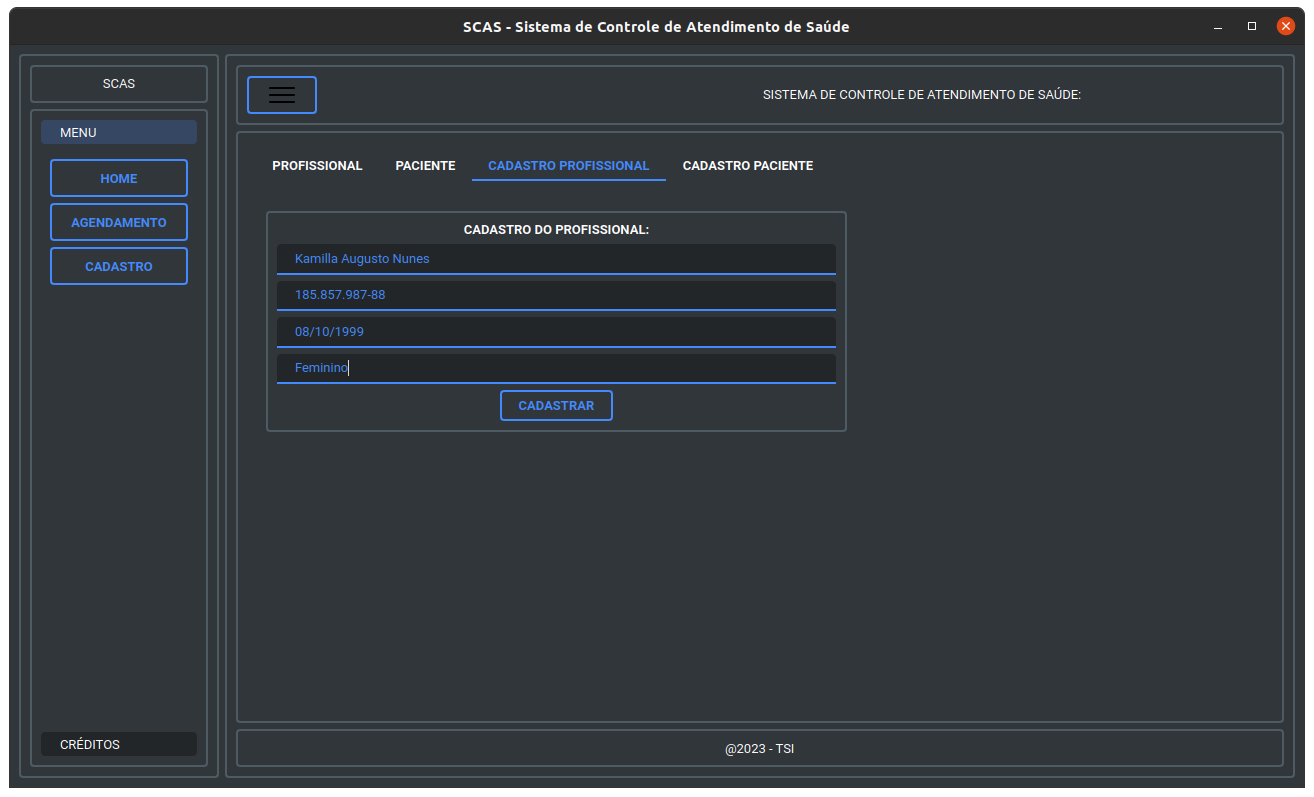 SCAS - Sistema de Controle de Atendimento de Saúde
SCAS
MENU
HOME
AGENDAMENTO
CADASTRO
CRÉDITOS
SISTEMA DE CONTROLE DE ATENDIMENTO DE SAÚDE:
PROFISSIONAL PACIENTE CADASTRO PROFISSIONAL CADASTRO PACIENTE
CADASTRO DO PROFISSIONAL:
Kamilla Augusto Nunes
185.857.987-88
08/10/1999
Feminino
CADASTRAR
@2023 - TSI